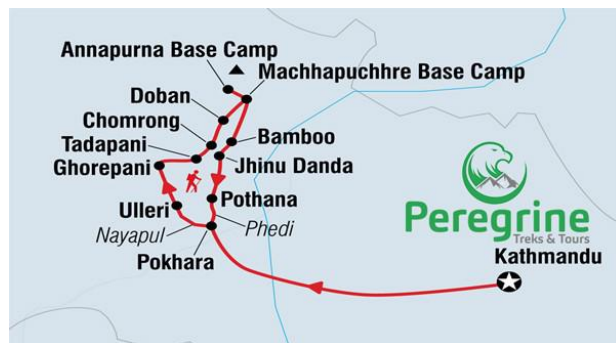 Annapurna Base Camp
Machhapuchhre Base Camp
Doban
Chomrong
Bamboo
Tadapani
Jhinu Danda
Ghorepani
Pothana
Ulleri
Nayapul
Phedi
Pokhara
Peregrine
Treks & Tours
Kathmandu